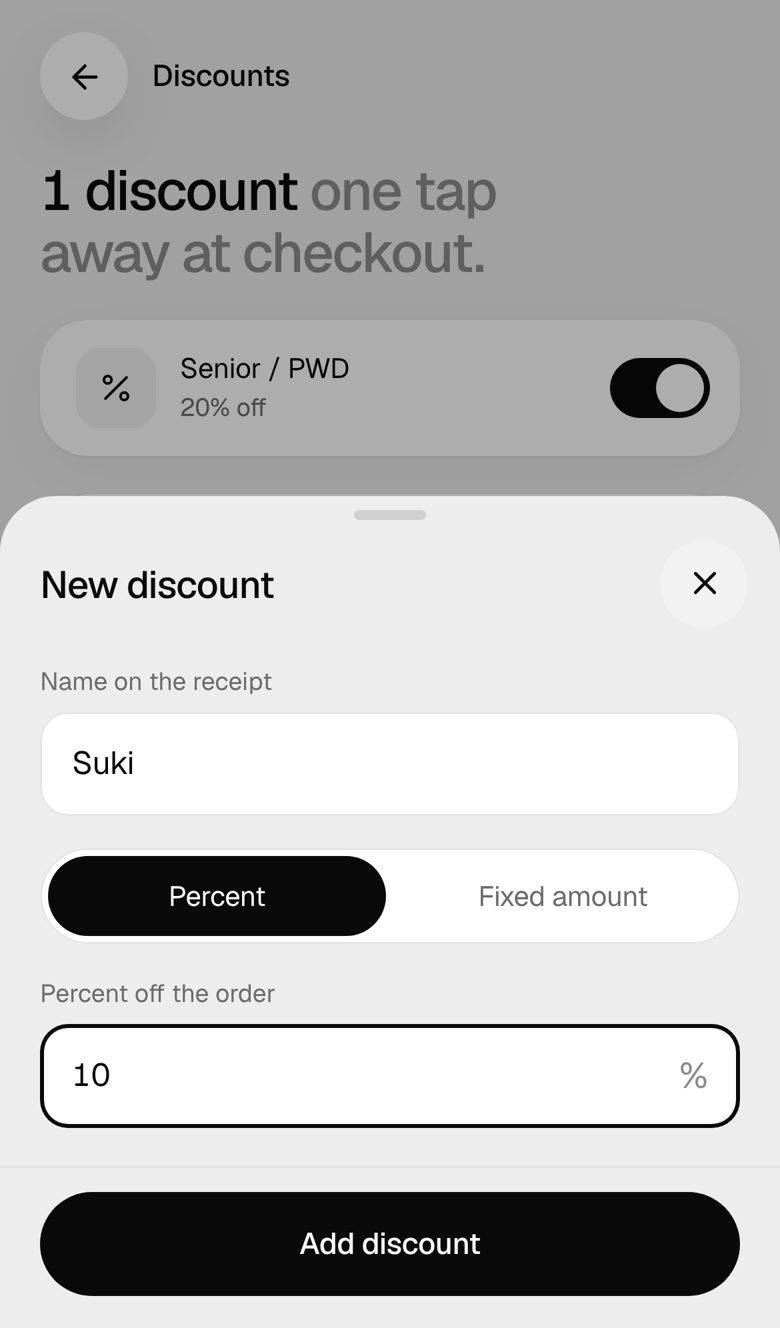 Discounts
1 discount one tap
away at checkout.
%
Senior / PWD
20% off
New discount
Name on the receipt
Suki
Percent
Fixed amount
Percent off the order
10
%
Add discount